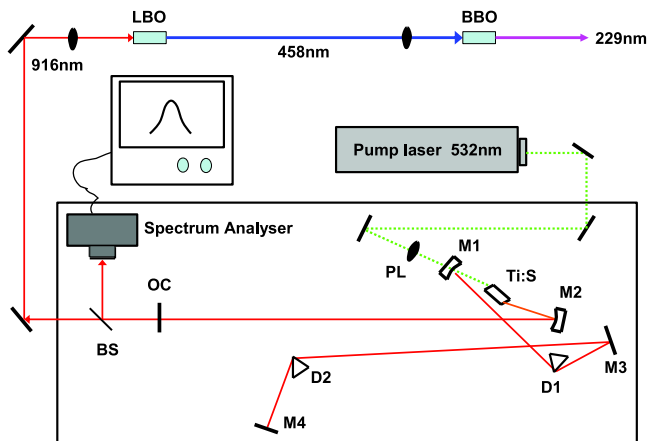 LBO
BBO
916nm
458nm
229nm
Pump laser 532nm
Spectrum Analyser
M1
PL
Ti:S
M2
OC
BS
D2
D1
M3
M4